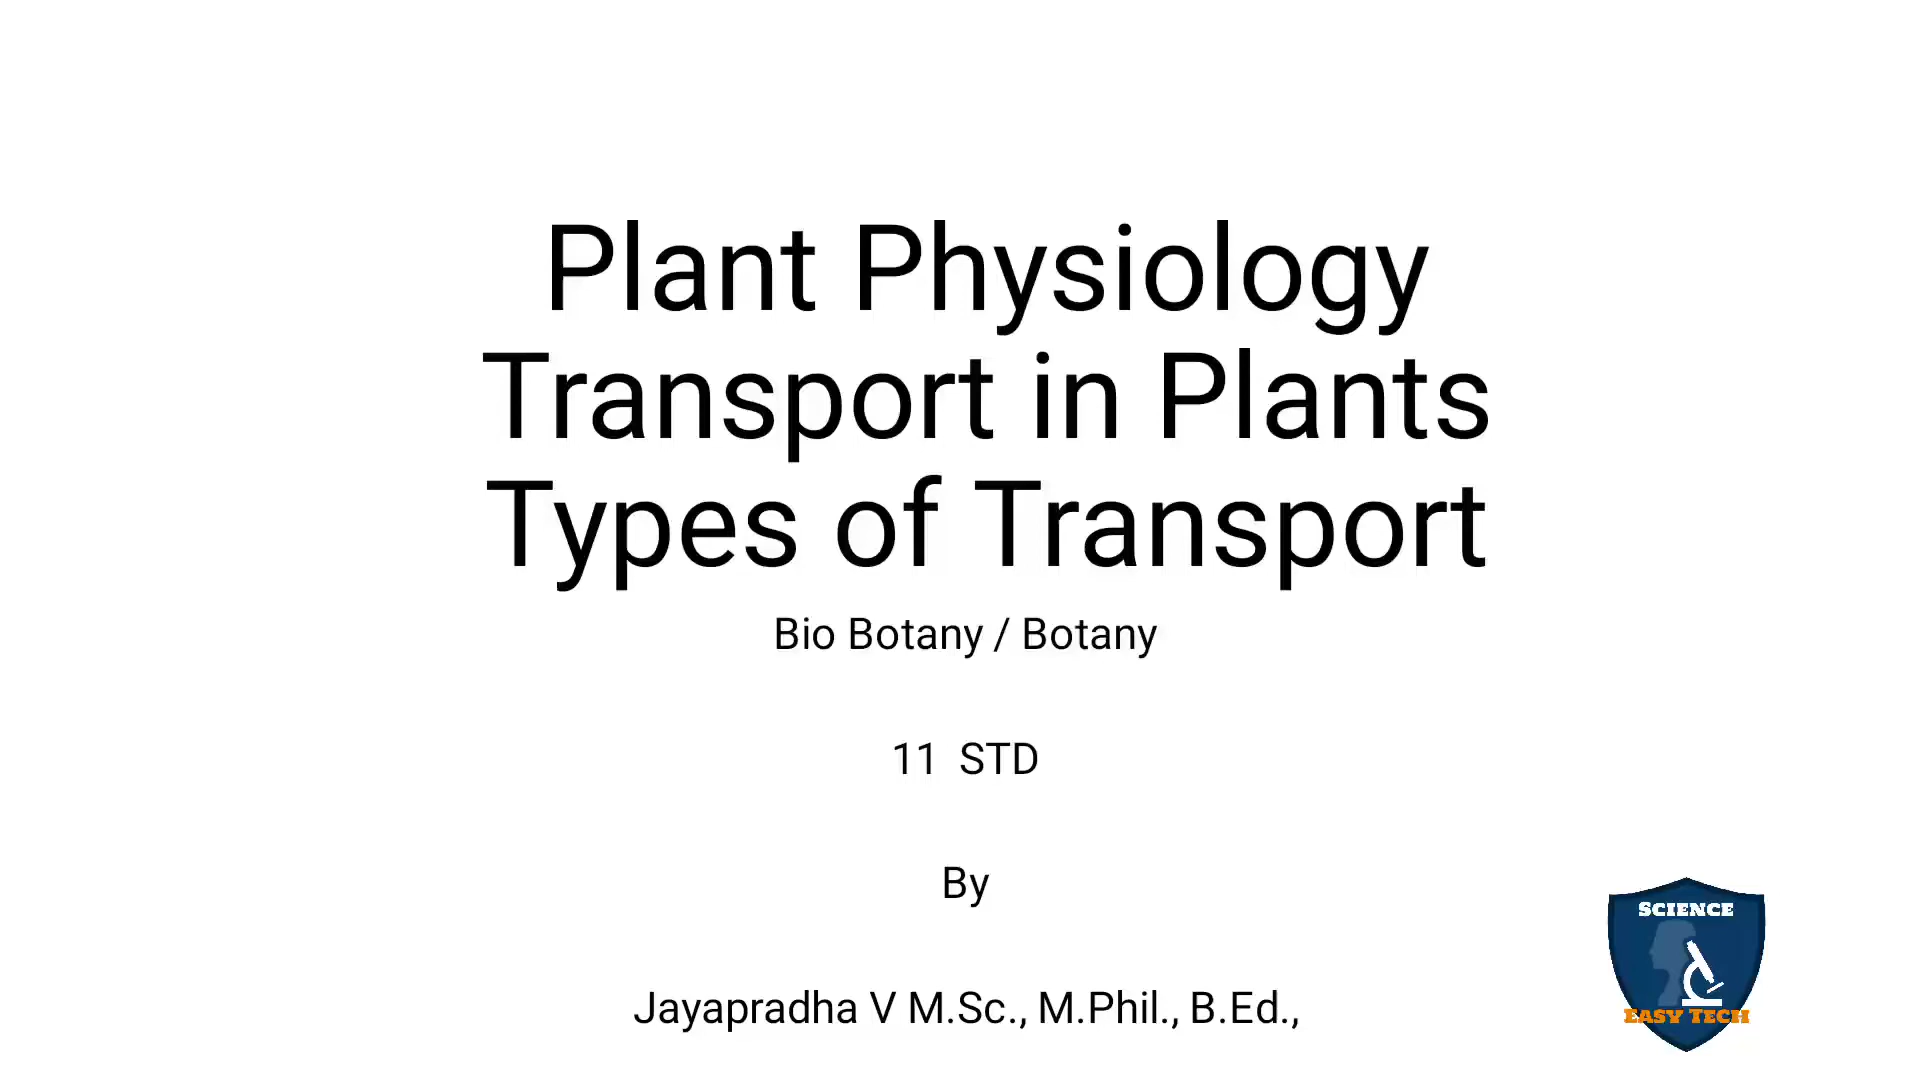 Plant Physiology
Transport in Plants
Types of Transport
Bio Botany / Botany
11 STD
By
Jayapradha V M.Sc., M.Phil., B.Ed.,
SCIENCE
EASY TECH